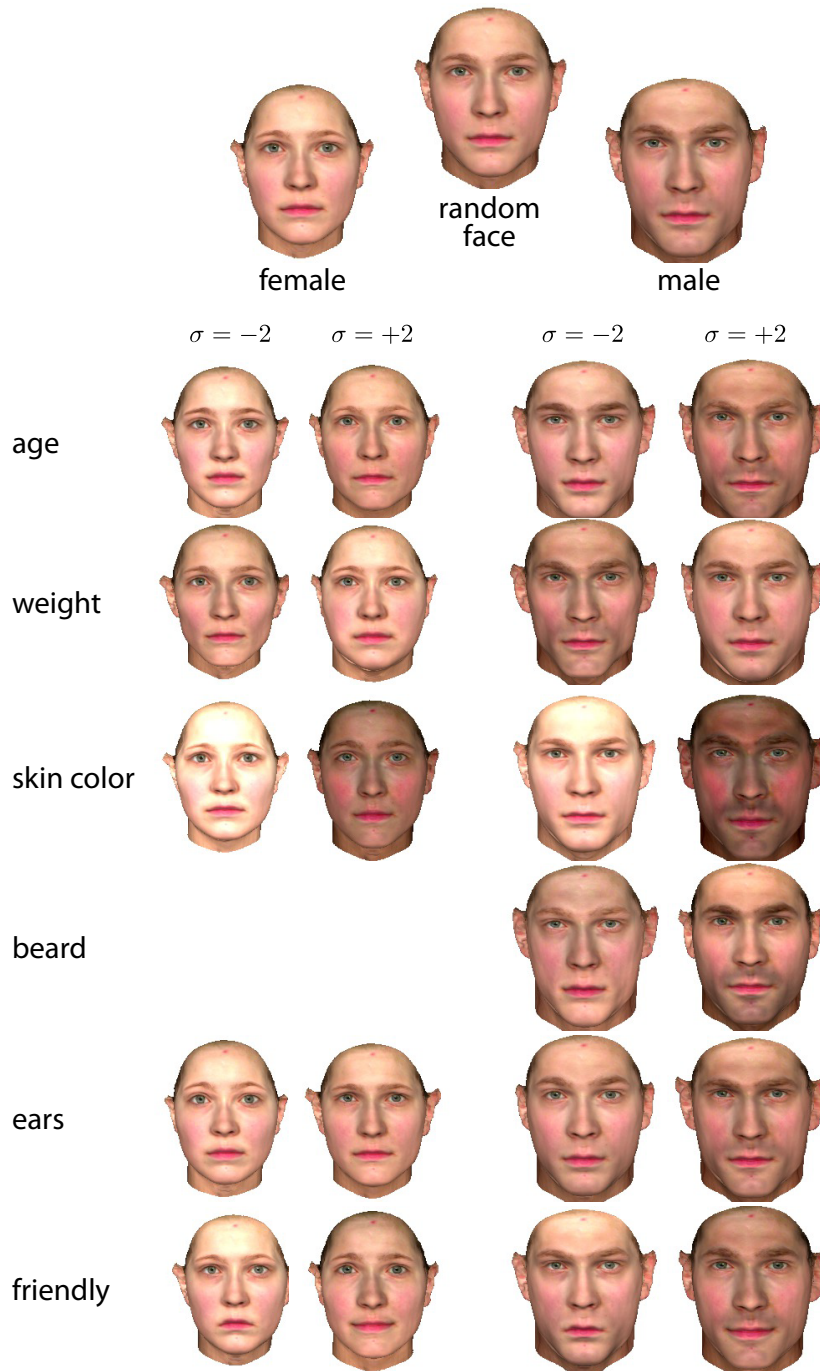 random
face
female
male
σ = −2
σ = +2
σ = −2
σ = +2
age
weight
skin color
beard
ears
friendly